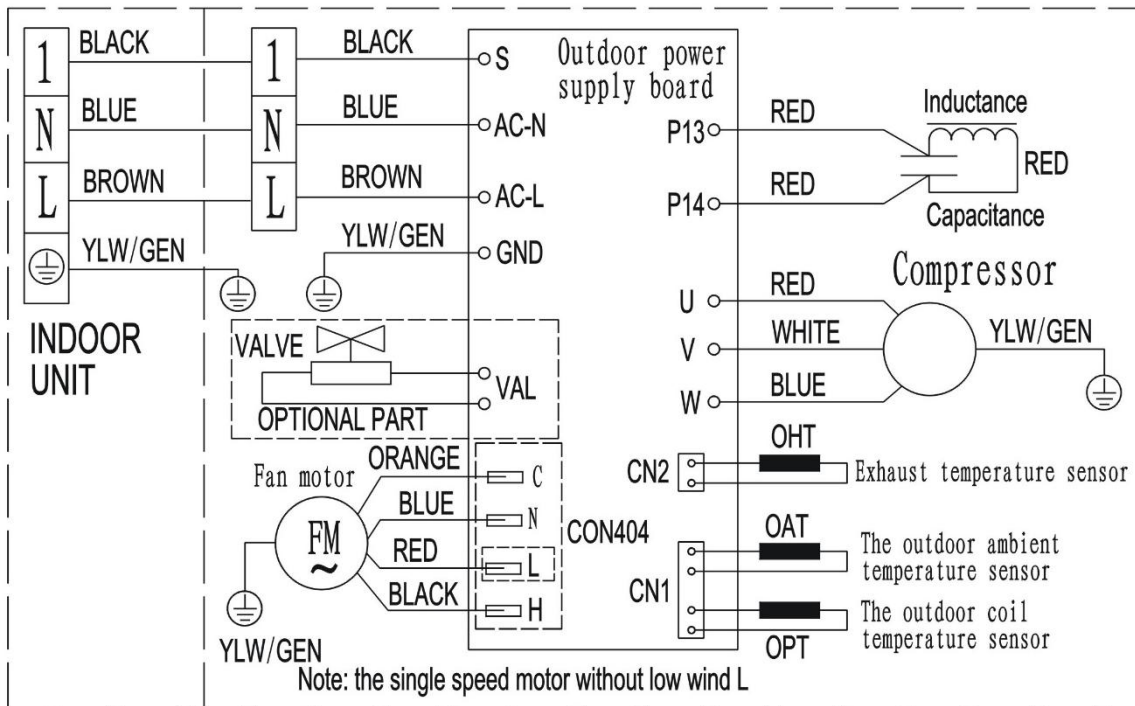 1
N
L
BLACK
BLUE
BROWN
YLW/GEN
INDOOR
UNIT
1
N
L
BLACK
BLUE
BROWN
YLW/GEN
S
AC-N
AC-L
GND
Outdoor power
supply board
VALVE
OPTIONAL PART
VAL
Fan motor
FM
~
ORANGE
BLUE
RED
BLACK
YLW/GEN
C
N
L
H
CON404
P13
RED
P14
RED
Inductance
RED
Capacitance
Compressor
U
RED
V
WHITE
W
BLUE
YLW/GEN
CN2
OHT
Exhaust temperature sensor
CN1
OAT
The outdoor ambient
temperature sensor
OPT
The outdoor coil
temperature sensor
Note: the single speed motor without low wind L